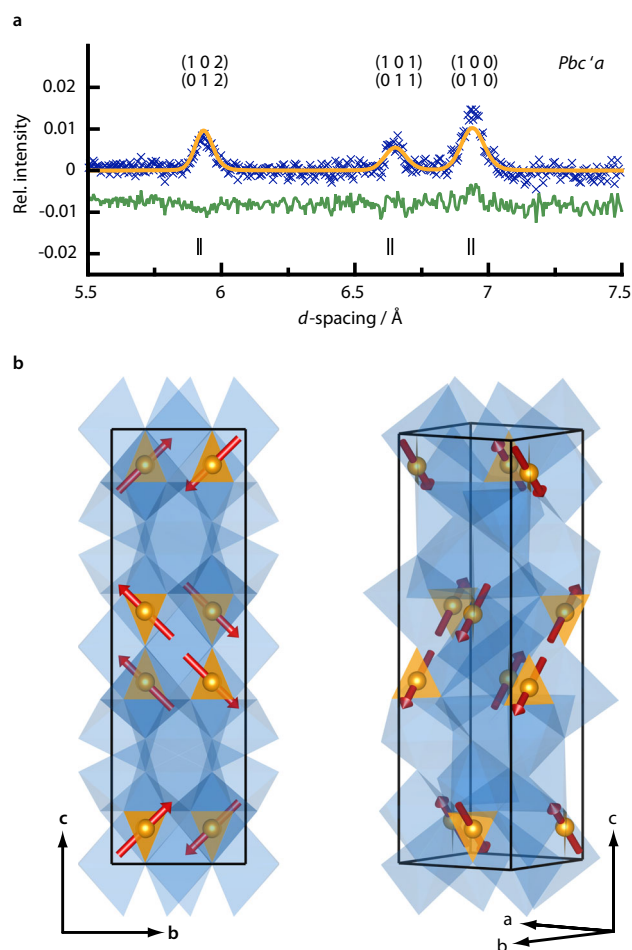 a
(1 0 2) (1 0 1) (1 0 0) Pbc'a
(0 1 2) (0 1 1) (0 1 0)
Rel. intensity
0.02
0.01
0
-0.01
-0.02
5.5 6 6.5 7 7.5
d-spacing / Å
b
c
b
c
a
b